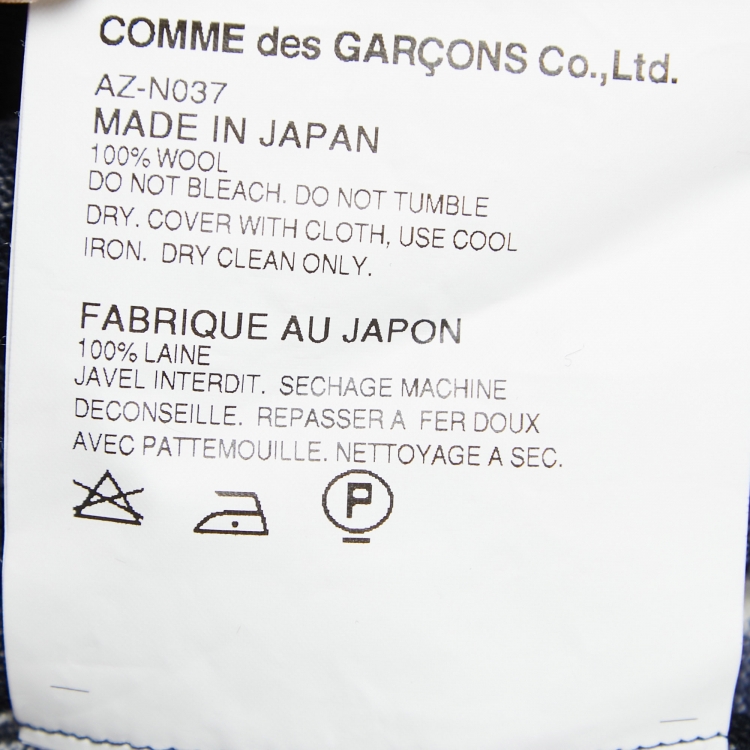 COMME des GARÇONS Co.,Ltd.
AZ-N037
MADE IN JAPAN
100% WOOL
DO NOT BLEACH. DO NOT TUMBLE
DRY. COVER WITH CLOTH, USE COOL
IRON. DRY CLEAN ONLY.
FABRIQUE AU JAPON
100% LAINE
JAVEL INTERDIT. SECHAGE MACHINE
DECONSEILLE. REPASSER A FER DOUX
AVEC PATTEMOUILLE. NETTOYAGE A SEC.
P